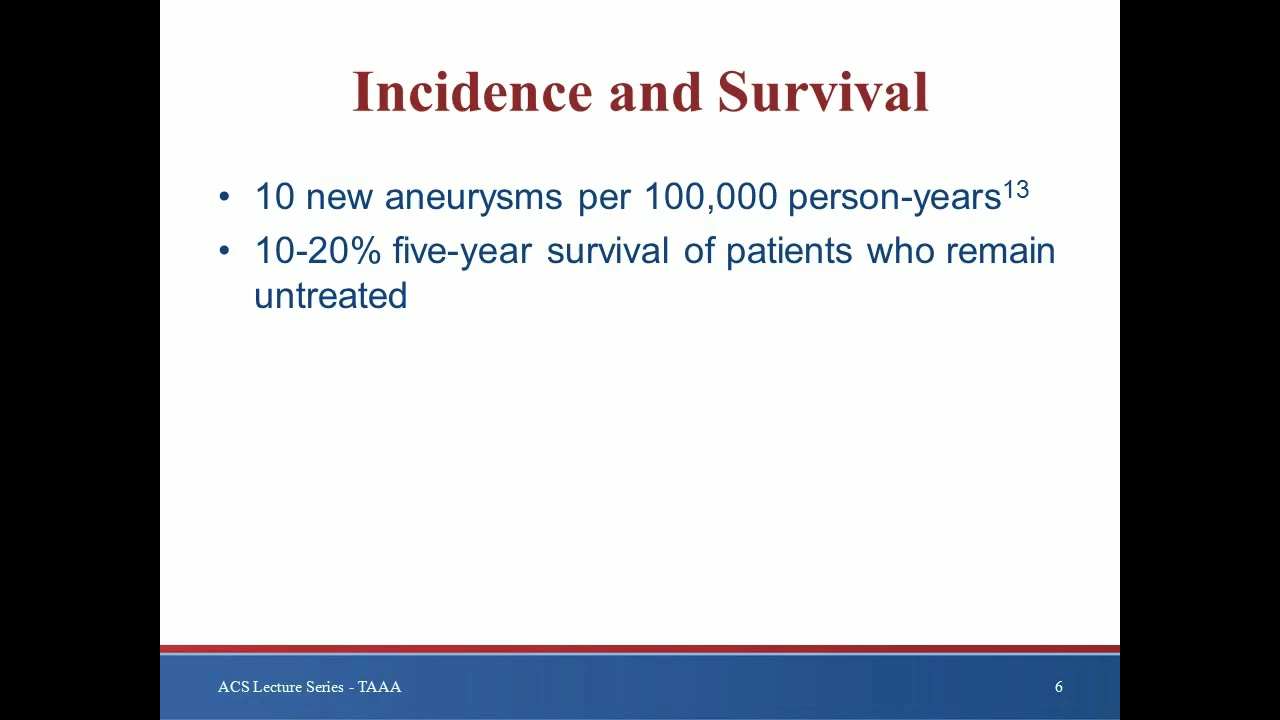 Incidence and Survival
• 10 new aneurysms per 100,000 person-years¹³
• 10-20% five-year survival of patients who remain
untreated
ACS Lecture Series - TAAA
6